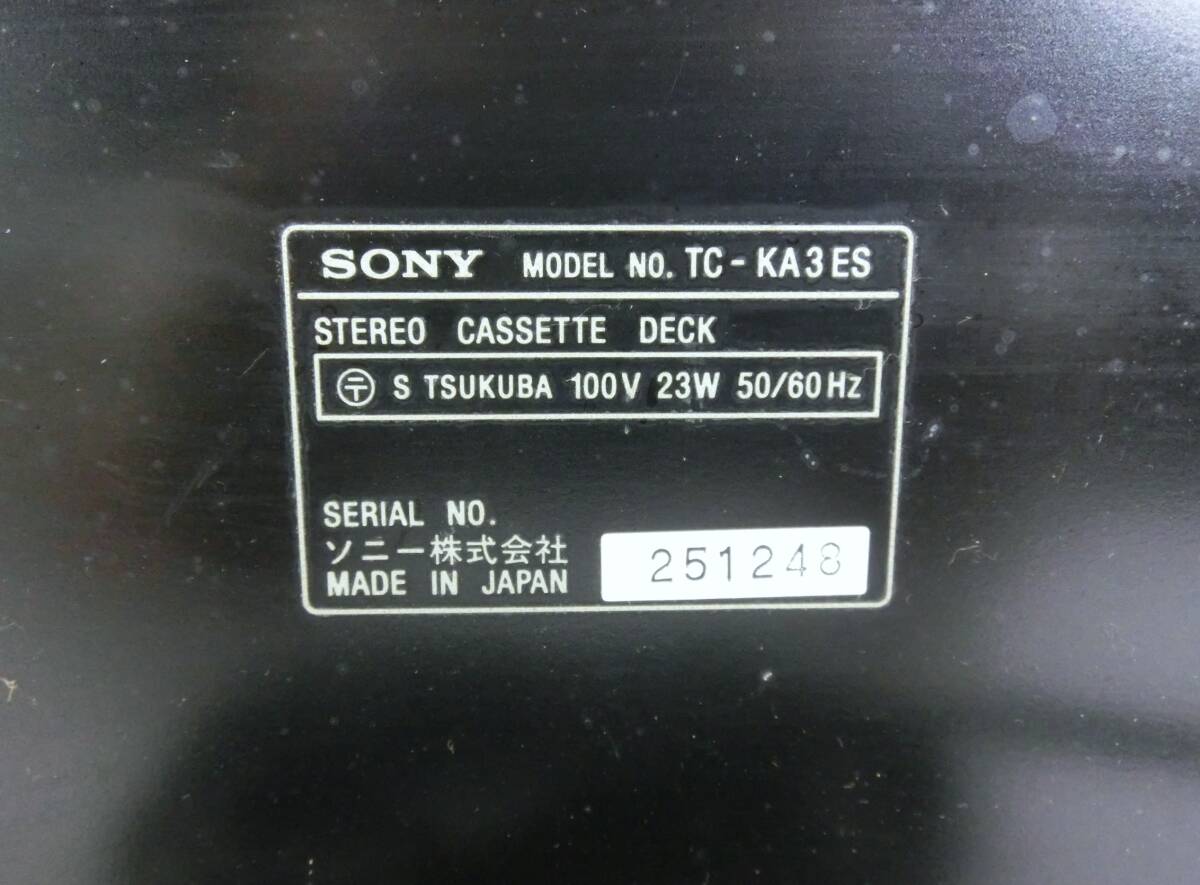 SONY MODEL NO. TC-KA3ES
STEREO CASSETTE DECK
〒 S TSUKUBA 100V 23W 50/60Hz
SERIAL NO.
ソニー株式会社
MADE IN JAPAN
251248